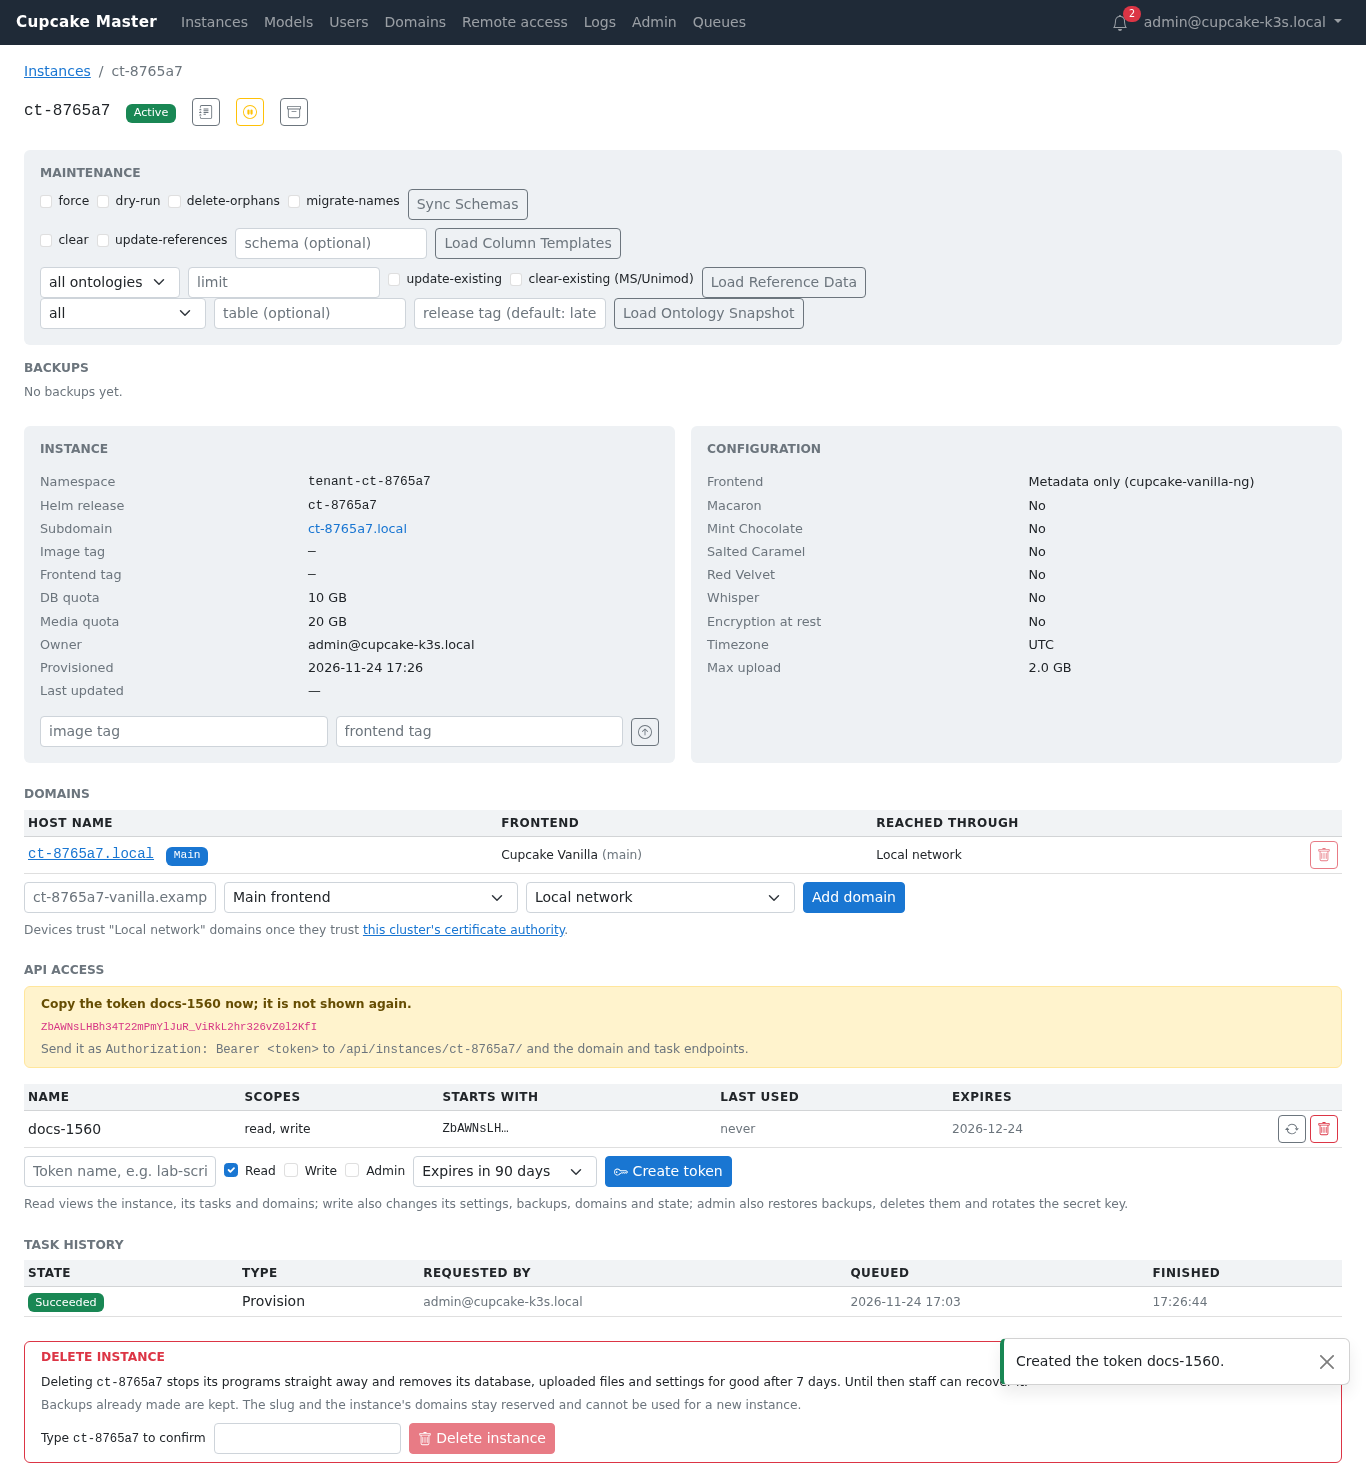 Cupcake Master Instances Models Users Domains Remote access Logs Admin Queues 2 admin@cupcake-k3s.local
Instances / ct-8765a7
ct-8765a7 Active
MAINTENANCE
force dry-run delete-orphans migrate-names Sync Schemas
clear update-references schema (optional) Load Column Templates
all ontologies limit update-existing clear-existing (MS/Unimod) Load Reference Data
all table (optional) release tag (default: late Load Ontology Snapshot
BACKUPS
No backups yet.
INSTANCE
Namespace tenant-ct-8765a7
Helm release ct-8765a7
Subdomain ct-8765a7.local
Image tag —
Frontend tag —
DB quota 10 GB
Media quota 20 GB
Owner admin@cupcake-k3s.local
Provisioned 2026-11-24 17:26
Last updated —
image tag frontend tag
CONFIGURATION
Frontend Metadata only (cupcake-vanilla-ng)
Macaron No
Mint Chocolate No
Salted Caramel No
Red Velvet No
Whisper No
Encryption at rest No
Timezone UTC
Max upload 2.0 GB
DOMAINS
HOST NAME FRONTEND REACHED THROUGH
ct-8765a7.local Main Cupcake Vanilla (main) Local network
ct-8765a7-vanilla.examp Main frontend Local network Add domain
Devices trust "Local network" domains once they trust this cluster's certificate authority.
API ACCESS
Copy the token docs-1560 now; it is not shown again.
ZbAWNsLHBh34T22mPmYlJuR_ViRkL2hr326vZ0l2KfI
Send it as Authorization: Bearer <token> to /api/instances/ct-8765a7/ and the domain and task endpoints.
NAME SCOPES STARTS WITH LAST USED EXPIRES
docs-1560 read, write ZbAWNsLH… never 2026-12-24
Token name, e.g. lab-scri Read Write Admin Expires in 90 days Create token
Read views the instance, its tasks and domains; write also changes its settings, backups, domains and state; admin also restores backups, deletes them and rotates the secret key.
TASK HISTORY
STATE TYPE REQUESTED BY QUEUED FINISHED
Succeeded Provision admin@cupcake-k3s.local 2026-11-24 17:03 17:26:44
DELETE INSTANCE
Created the token docs-1560.
Deleting ct-8765a7 stops its programs straight away and removes its database, uploaded files and settings for good after 7 days. Until then staff can recover it.
Backups already made are kept. The slug and the instance's domains stay reserved and cannot be used for a new instance.
Type ct-8765a7 to confirm Delete instance